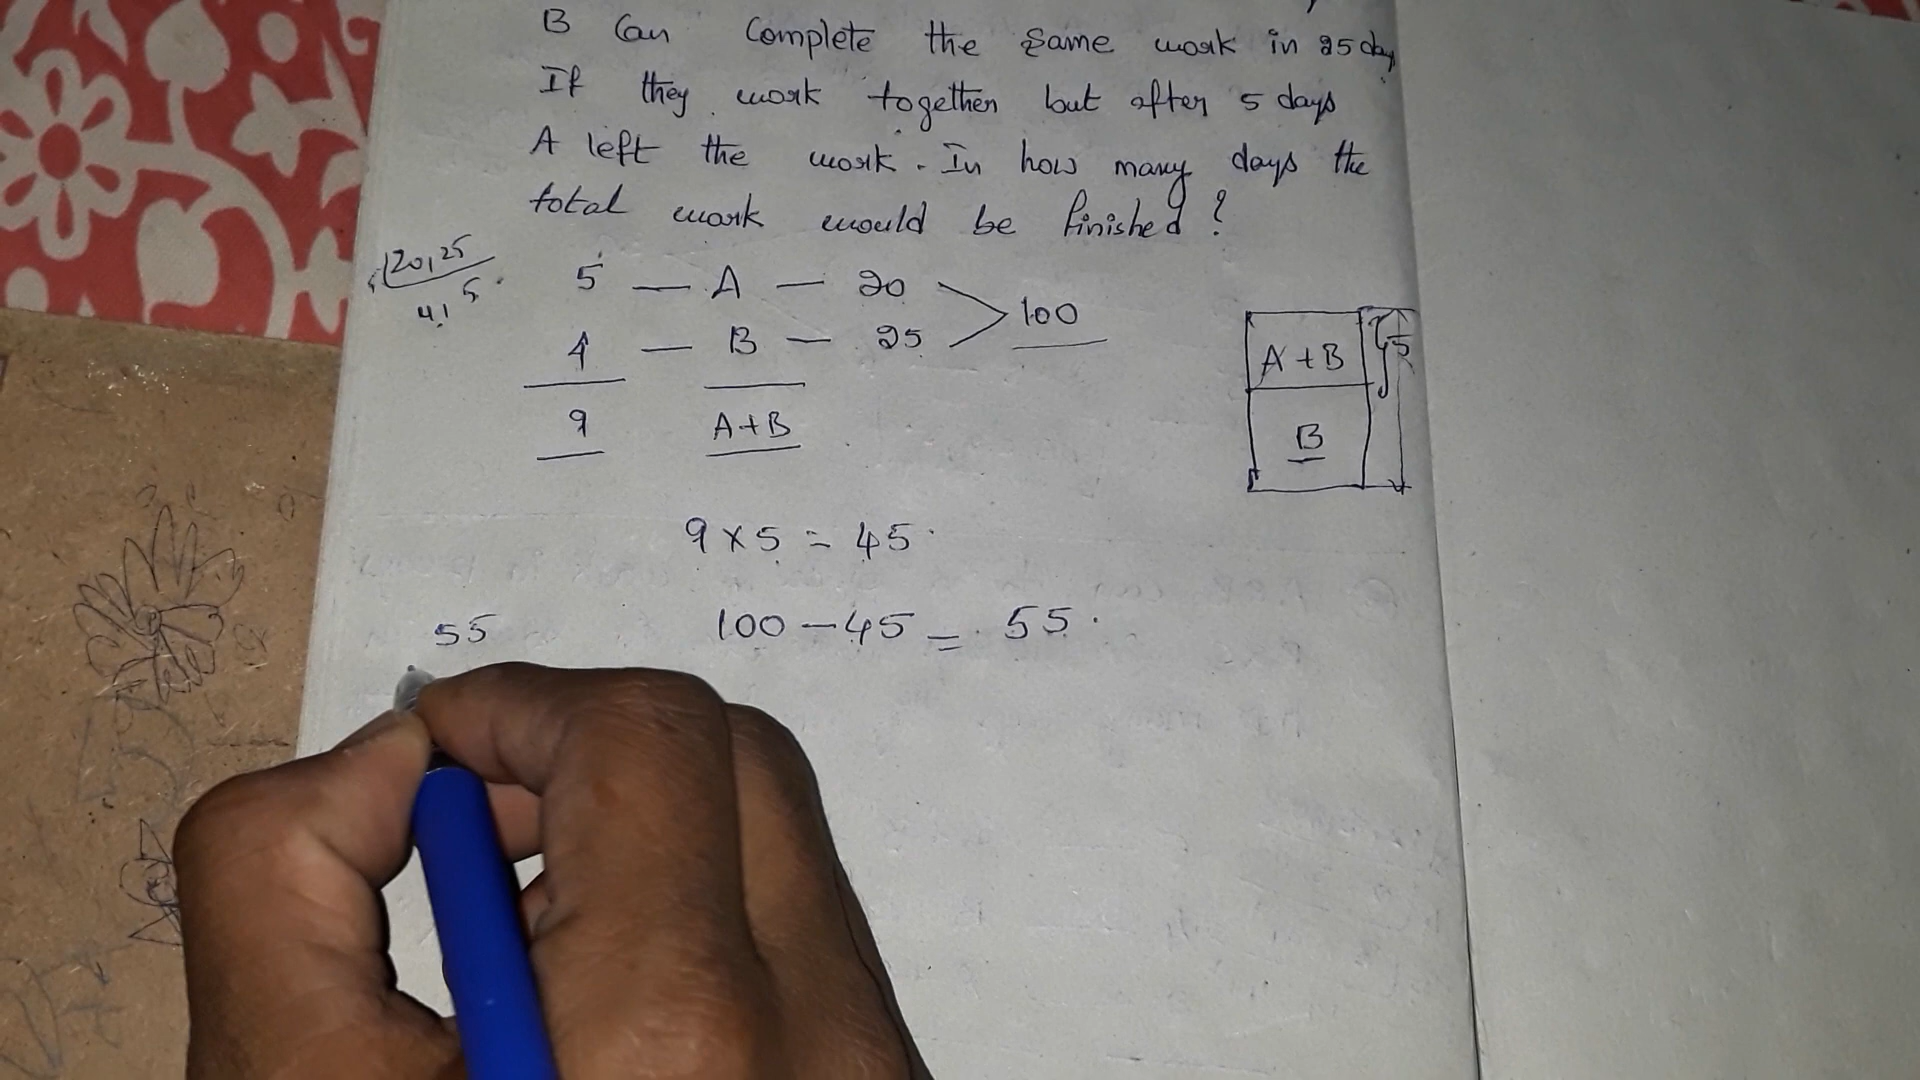 B Can Complete the Same work in 25 day
If they work together but after 5 days
A left the work. In how many days the
total work would be finished?
20,25
4,5
5 — A — 20
100
4 — B — 25
9 A+B
A+B
5
B
9 x 5 = 45
55
100 - 45 = 55